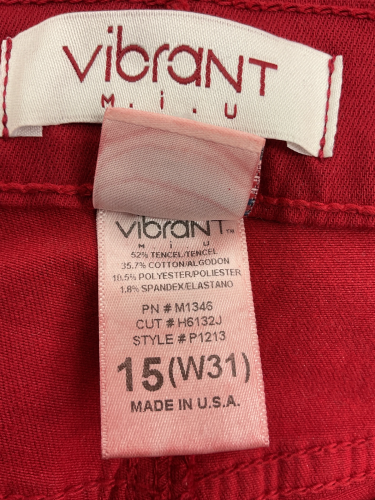 VibraNT
M.i.U
VibraNT™
M.i.U
52% TENCEL/TENCEL
35.7% COTTON/ALGODON
10.5% POLYESTER/POLIESTER
1.8% SPANDEX/ELASTANO
PN # M1346
CUT # H6132J
STYLE # P1213
15(W31)
MADE IN U.S.A.